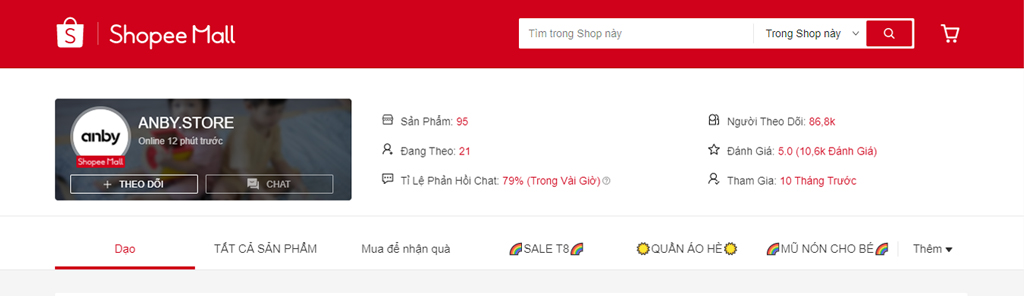 S Shopee Mall
Tìm trong Shop này
Trong Shop này
anby
Shopee Mall
ANBY.STORE
Online 12 phút trước
+ THEO DÕI
CHAT
Sản Phẩm: 95
Người Theo Dõi: 86,8k
Đang Theo: 21
Đánh Giá: 5.0 (10,6k Đánh Giá)
Tỉ Lệ Phản Hồi Chat: 79% (Trong Vài Giờ) ?
Tham Gia: 10 Tháng Trước
Dạo
TẤT CẢ SẢN PHẨM
Mua để nhận quà
🌈SALE T8🌈
🌞QUẦN ÁO HÈ🌞
🌈MŨ NÓN CHO BÉ🌈
Thêm